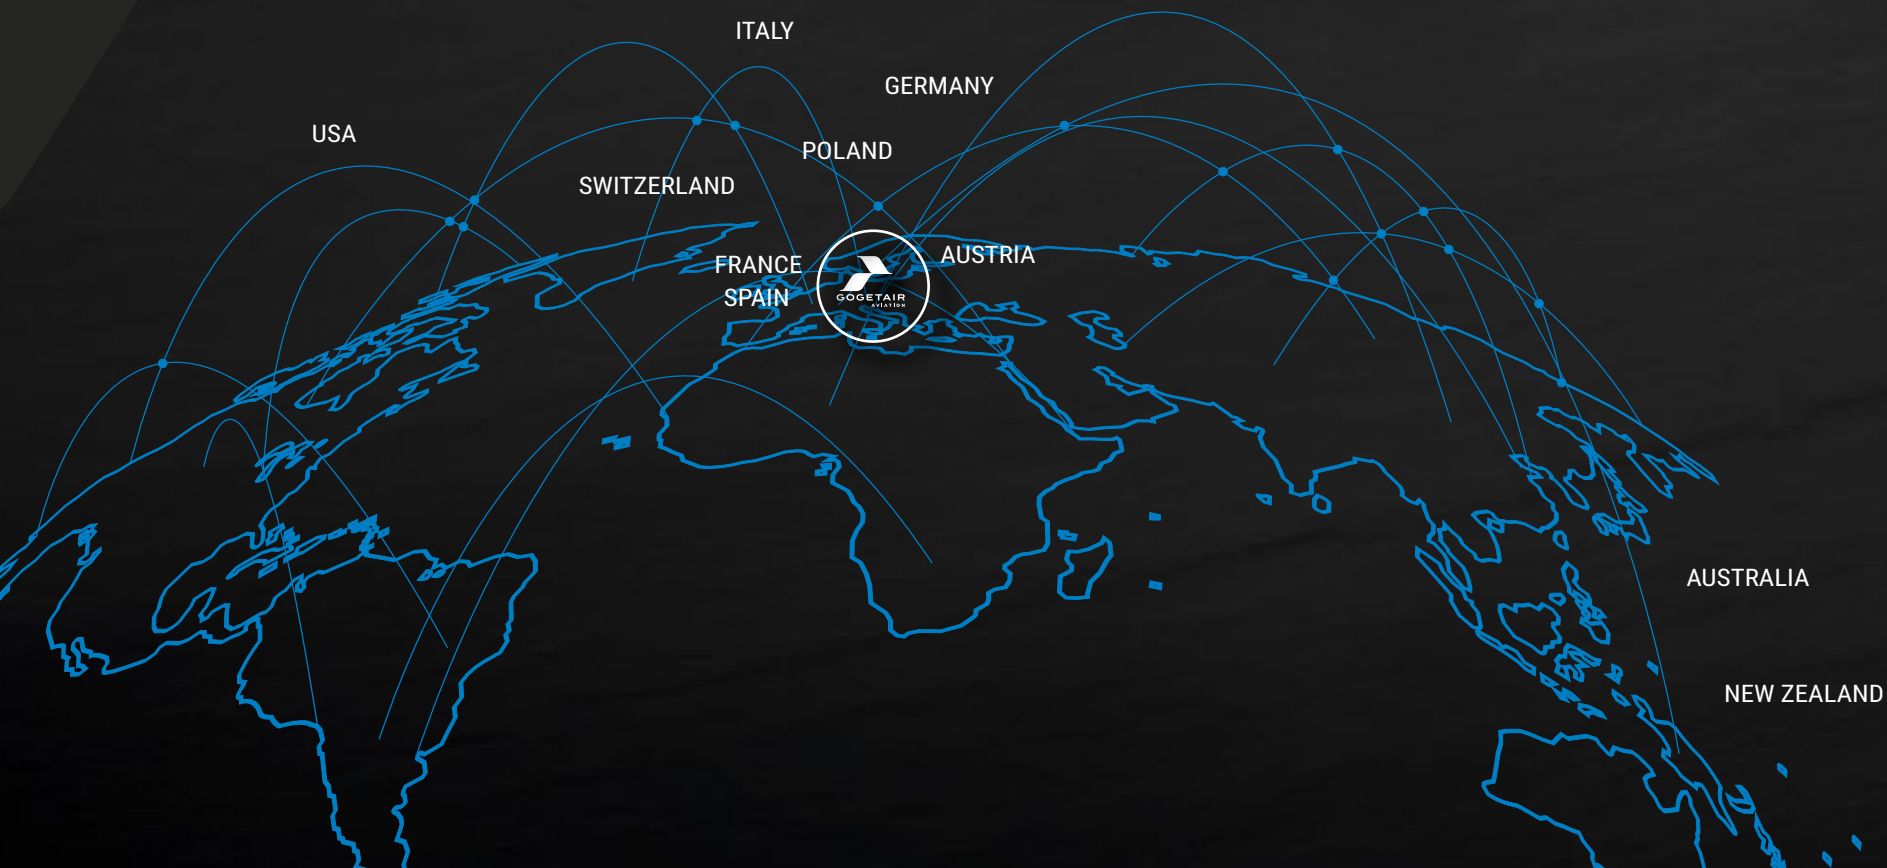 ITALY
GERMANY
USA
POLAND
SWITZERLAND
AUSTRIA
FRANCE
SPAIN
GOGETAIR
AVIATION
AUSTRALIA
NEW ZEALAND